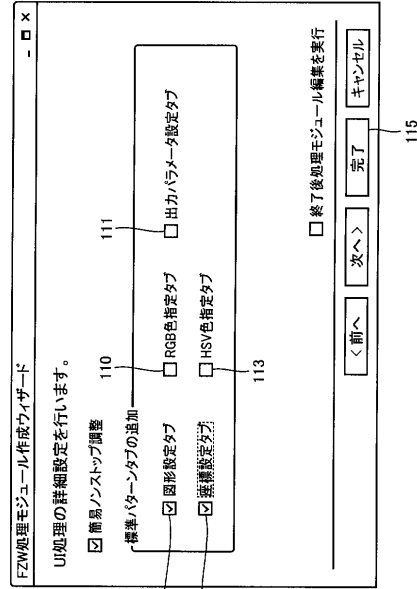 FZW処理モジュール作成ウィザード
UI処理の詳細設定を行います。
簡易ノンストップ調整
標準パターンタブの追加
図形設定タブ
RGB色指定タブ
110
出力パラメータ設定タブ
111
座標設定タブ
HSV色指定タブ
113
終了後処理モジュール編集を実行
<前へ
次へ>
完了
キャンセル
115